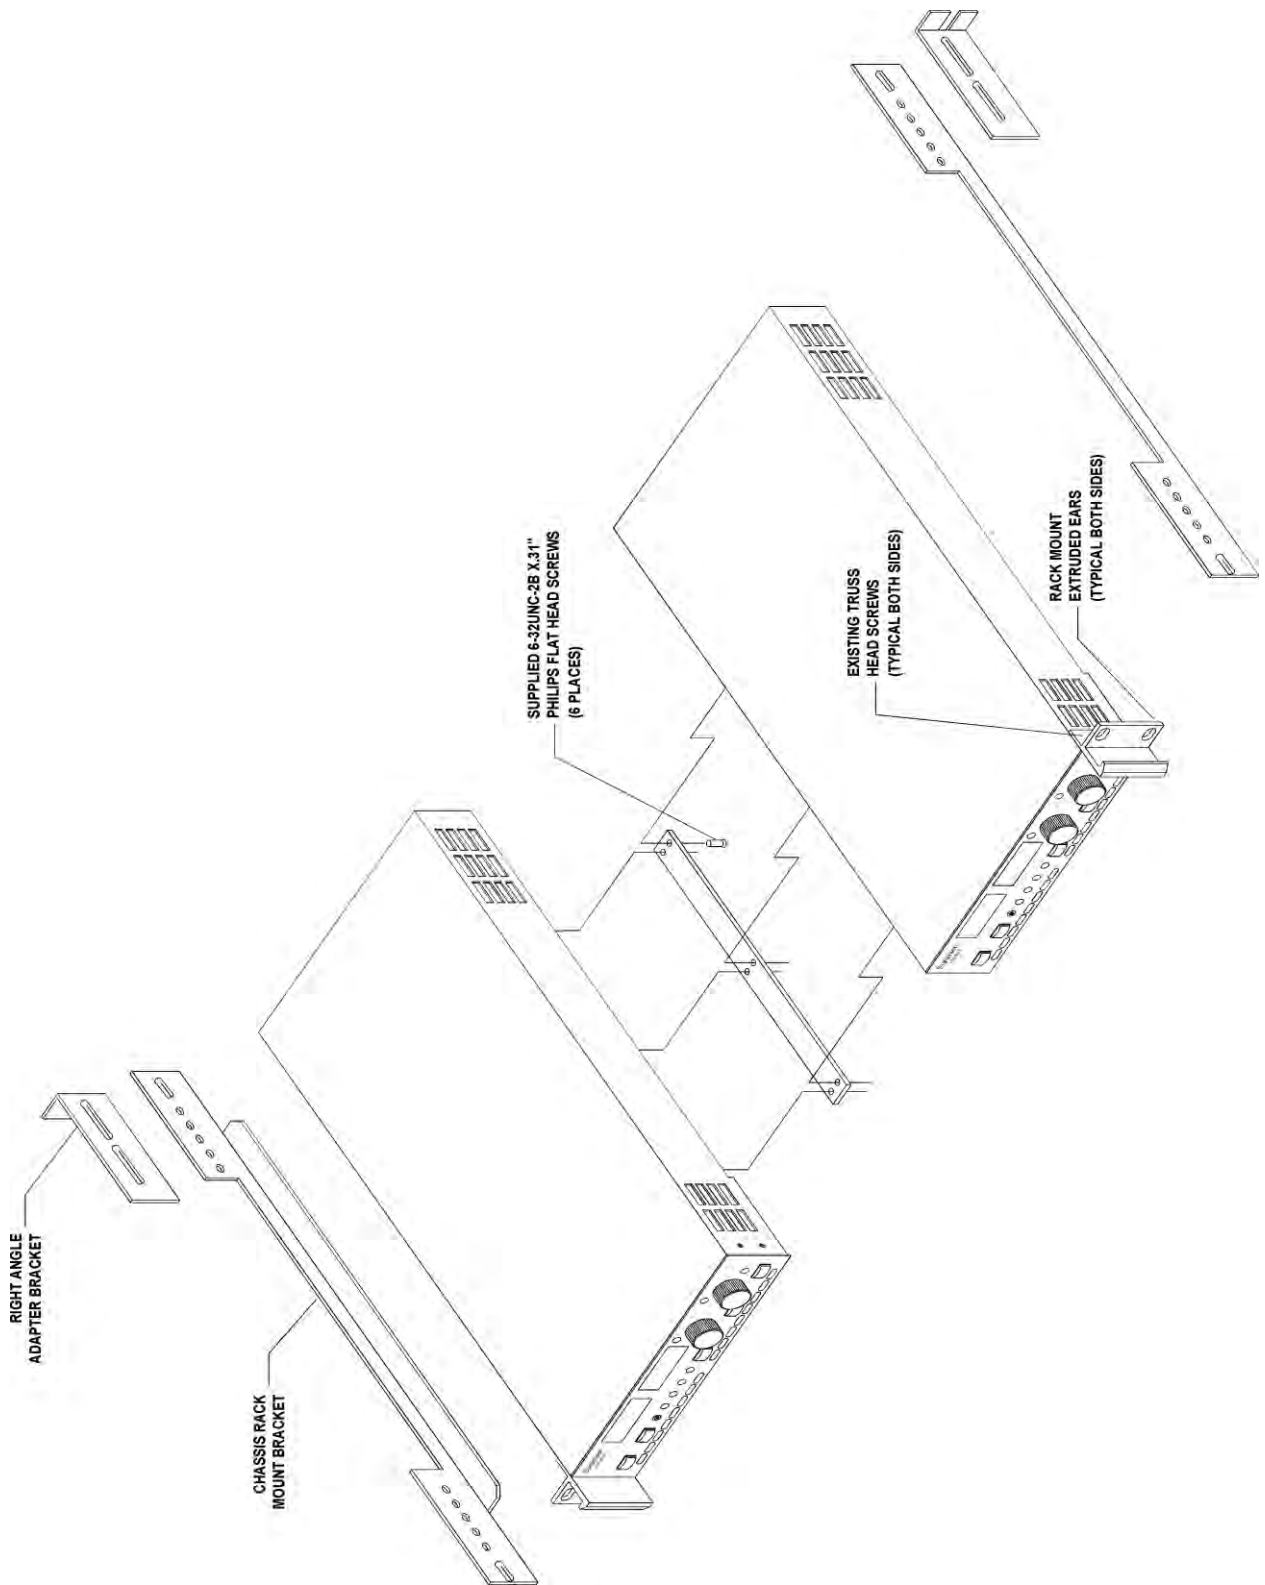 RIGHT ANGLE
ADAPTER BRACKET
CHASSIS RACK
MOUNT BRACKET
SUPPLIED 6-32UNC-2B X.31"
PHILIPS FLAT HEAD SCREWS
(6 PLACES)
EXISTING TRUSS
HEAD SCREWS
(TYPICAL BOTH SIDES)
RACK MOUNT
EXTRUDED EARS
(TYPICAL BOTH SIDES)